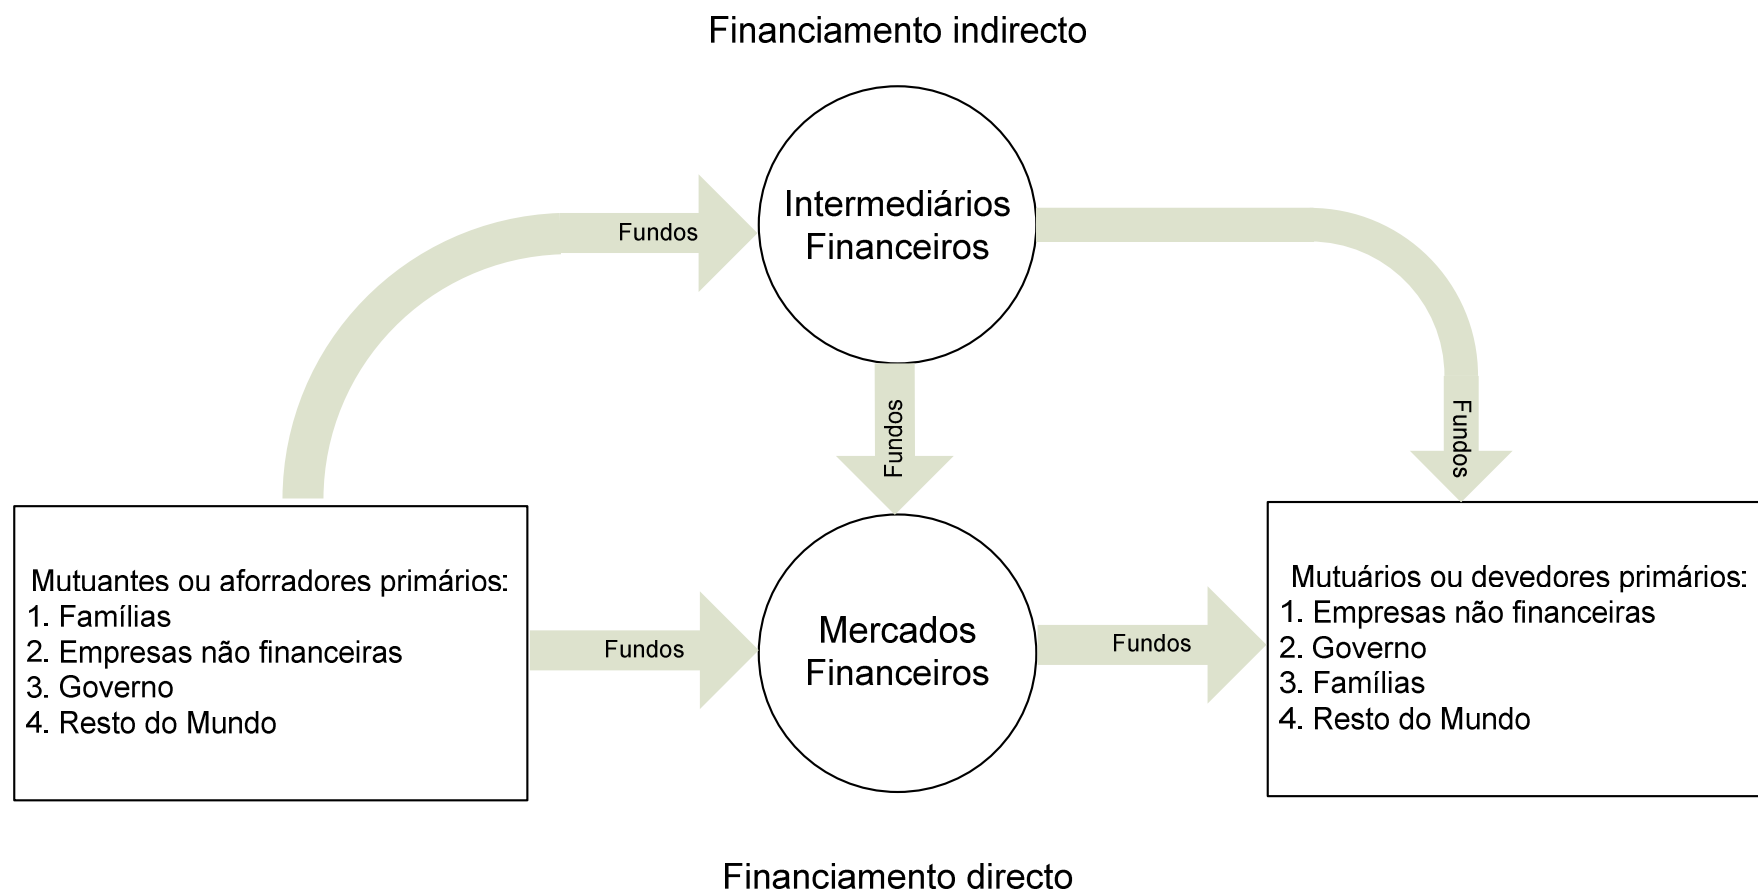 Financiamento indirecto
Intermediários
Financeiros
Fundos
Fundos
Fundos
Mutuantes ou aforradores primários:
1. Famílias
2. Empresas não financeiras
3. Governo
4. Resto do Mundo
Fundos
Mercados
Financeiros
Fundos
Mutuários ou devedores primários:
1. Empresas não financeiras
2. Governo
3. Famílias
4. Resto do Mundo
Financiamento directo